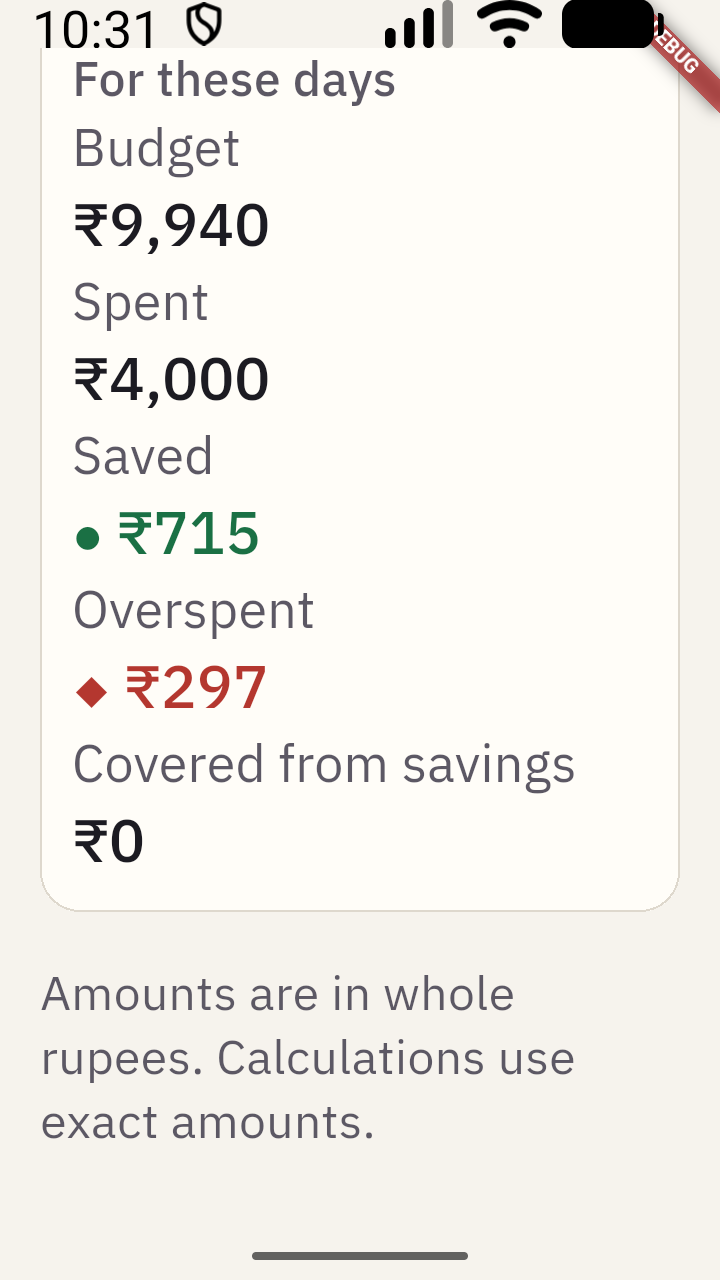 10:31
DEBUG
For these days
Budget
₹9,940
Spent
₹4,000
Saved
● ₹715
Overspent
◆ ₹297
Covered from savings
₹0
Amounts are in whole
rupees. Calculations use
exact amounts.